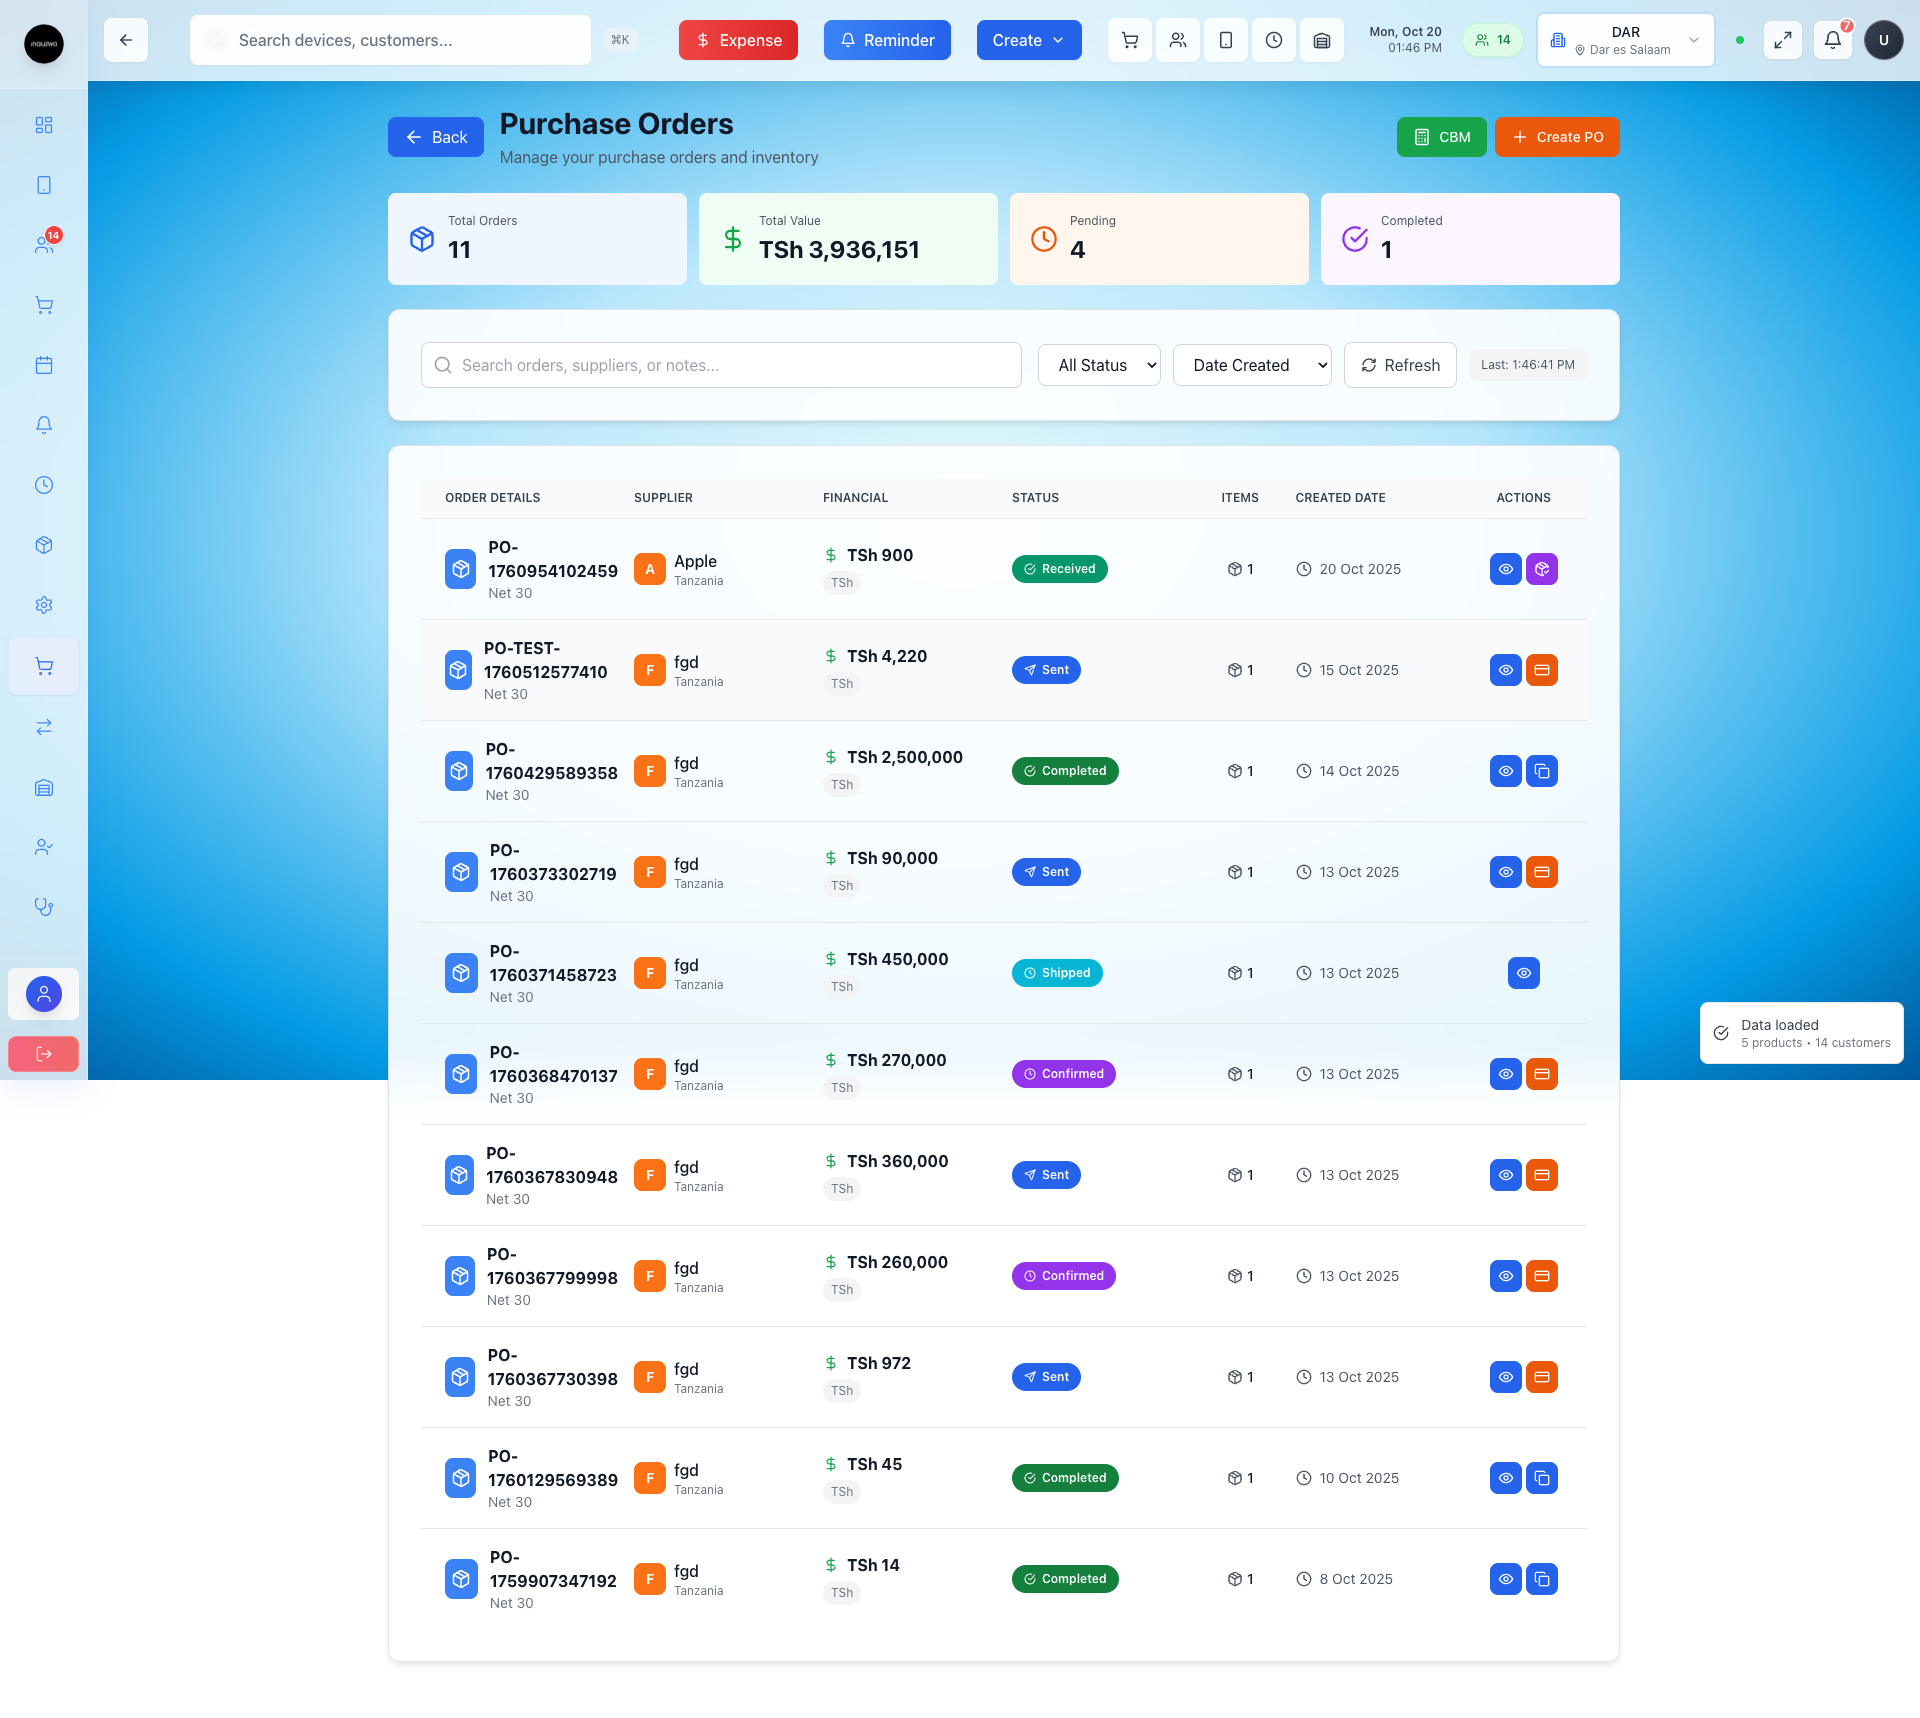 inauzwa
Search devices, customers...
⌘K
Expense
Reminder
Create
Mon, Oct 20
01:46 PM
14
DAR
Dar es Salaam
7
U
14
Back
Purchase Orders
Manage your purchase orders and inventory
CBM
Create PO
Total Orders
11
Total Value
TSh 3,936,151
Pending
4
Completed
1
Search orders, suppliers, or notes...
All Status
Date Created
Refresh
Last: 1:46:41 PM
ORDER DETAILS SUPPLIER FINANCIAL STATUS ITEMS CREATED DATE ACTIONS
PO-
1760954102459
Net 30
A
Apple
Tanzania
TSh 900
TSh
Received
1
20 Oct 2025
PO-TEST-
1760512577410
Net 30
F
fgd
Tanzania
TSh 4,220
TSh
Sent
1
15 Oct 2025
PO-
1760429589358
Net 30
F
fgd
Tanzania
TSh 2,500,000
TSh
Completed
1
14 Oct 2025
PO-
1760373302719
Net 30
F
fgd
Tanzania
TSh 90,000
TSh
Sent
1
13 Oct 2025
PO-
1760371458723
Net 30
F
fgd
Tanzania
TSh 450,000
TSh
Shipped
1
13 Oct 2025
PO-
1760368470137
Net 30
F
fgd
Tanzania
TSh 270,000
TSh
Confirmed
1
13 Oct 2025
PO-
1760367830948
Net 30
F
fgd
Tanzania
TSh 360,000
TSh
Sent
1
13 Oct 2025
PO-
1760367799998
Net 30
F
fgd
Tanzania
TSh 260,000
TSh
Confirmed
1
13 Oct 2025
PO-
1760367730398
Net 30
F
fgd
Tanzania
TSh 972
TSh
Sent
1
13 Oct 2025
PO-
1760129569389
Net 30
F
fgd
Tanzania
TSh 45
TSh
Completed
1
10 Oct 2025
PO-
1759907347192
Net 30
F
fgd
Tanzania
TSh 14
TSh
Completed
1
8 Oct 2025
Data loaded
5 products • 14 customers